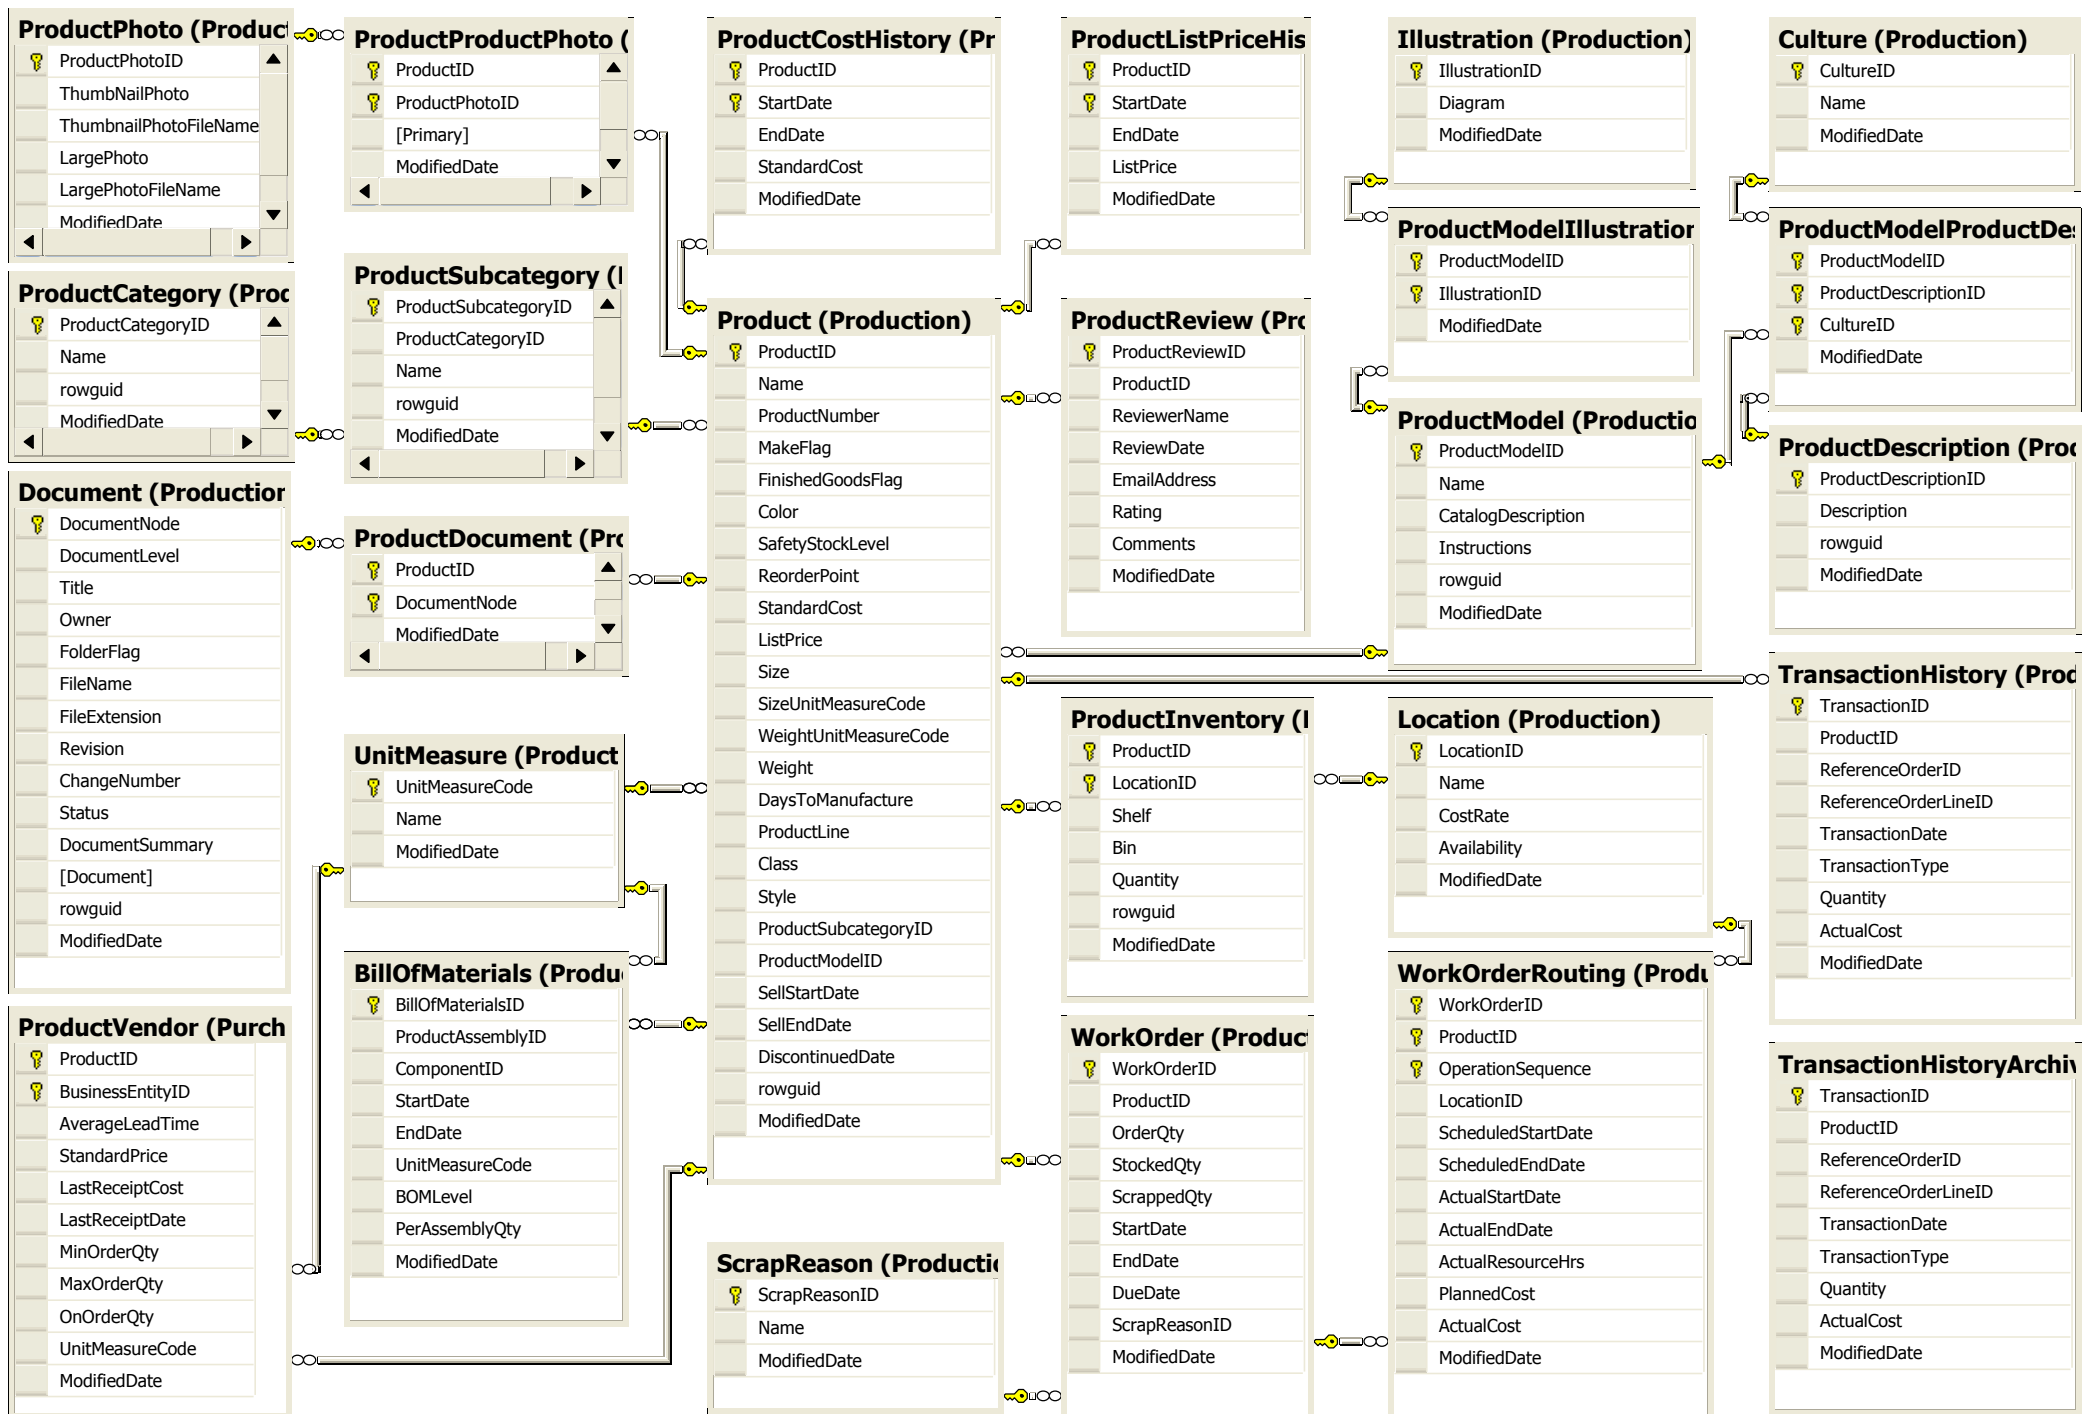 ProductPhoto (Product
ProductPhotoID
ThumbNailPhoto
ThumbnailPhotoFileName
LargePhoto
LargePhotoFileName
ModifiedDate
ProductCategory (Prod
ProductCategoryID
Name
rowguid
ModifiedDate
Document (Production
DocumentNode
DocumentLevel
Title
Owner
FolderFlag
FileName
FileExtension
Revision
ChangeNumber
Status
DocumentSummary
[Document]
rowguid
ModifiedDate
ProductVendor (Purch
ProductID
BusinessEntityID
AverageLeadTime
StandardPrice
LastReceiptCost
LastReceiptDate
MinOrderQty
MaxOrderQty
OnOrderQty
UnitMeasureCode
ModifiedDate
ProductProductPhoto (
ProductID
ProductPhotoID
[Primary]
ModifiedDate
ProductSubcategory (
ProductSubcategoryID
ProductCategoryID
Name
rowguid
ModifiedDate
ProductDocument (Pro
ProductID
DocumentNode
ModifiedDate
UnitMeasure (Product
UnitMeasureCode
Name
ModifiedDate
BillOfMaterials (Produ
BillOfMaterialsID
ProductAssemblyID
ComponentID
StartDate
EndDate
UnitMeasureCode
BOMLevel
PerAssemblyQty
ModifiedDate
ProductCostHistory (Pr
ProductID
StartDate
EndDate
StandardCost
ModifiedDate
Product (Production)
ProductID
Name
ProductNumber
MakeFlag
FinishedGoodsFlag
Color
SafetyStockLevel
ReorderPoint
StandardCost
ListPrice
Size
SizeUnitMeasureCode
WeightUnitMeasureCode
Weight
DaysToManufacture
ProductLine
Class
Style
ProductSubcategoryID
ProductModelID
SellStartDate
SellEndDate
DiscontinuedDate
rowguid
ModifiedDate
ScrapReason (Productio
ScrapReasonID
Name
ModifiedDate
ProductListPriceHis
ProductID
StartDate
EndDate
ListPrice
ModifiedDate
ProductReview (Pro
ProductReviewID
ProductID
ReviewerName
ReviewDate
EmailAddress
Rating
Comments
ModifiedDate
ProductInventory (
ProductID
LocationID
Shelf
Bin
Quantity
rowguid
ModifiedDate
WorkOrder (Product
WorkOrderID
ProductID
OrderQty
StockedQty
ScrappedQty
StartDate
EndDate
DueDate
ScrapReasonID
ModifiedDate
Illustration (Production)
IllustrationID
Diagram
ModifiedDate
ProductModelIllustration
ProductModelID
IllustrationID
ModifiedDate
ProductModel (Productio
ProductModelID
Name
CatalogDescription
Instructions
rowguid
ModifiedDate
Location (Production)
LocationID
Name
CostRate
Availability
ModifiedDate
WorkOrderRouting (Produ
WorkOrderID
ProductID
OperationSequence
LocationID
ScheduledStartDate
ScheduledEndDate
ActualStartDate
ActualEndDate
ActualResourceHrs
PlannedCost
ActualCost
ModifiedDate
Culture (Production)
CultureID
Name
ModifiedDate
ProductModelProductDes
ProductModelID
ProductDescriptionID
CultureID
ModifiedDate
ProductDescription (Prod
ProductDescriptionID
Description
rowguid
ModifiedDate
TransactionHistory (Prod
TransactionID
ProductID
ReferenceOrderID
ReferenceOrderLineID
TransactionDate
TransactionType
Quantity
ActualCost
ModifiedDate
TransactionHistoryArchiv
TransactionID
ProductID
ReferenceOrderID
ReferenceOrderLineID
TransactionDate
TransactionType
Quantity
ActualCost
ModifiedDate